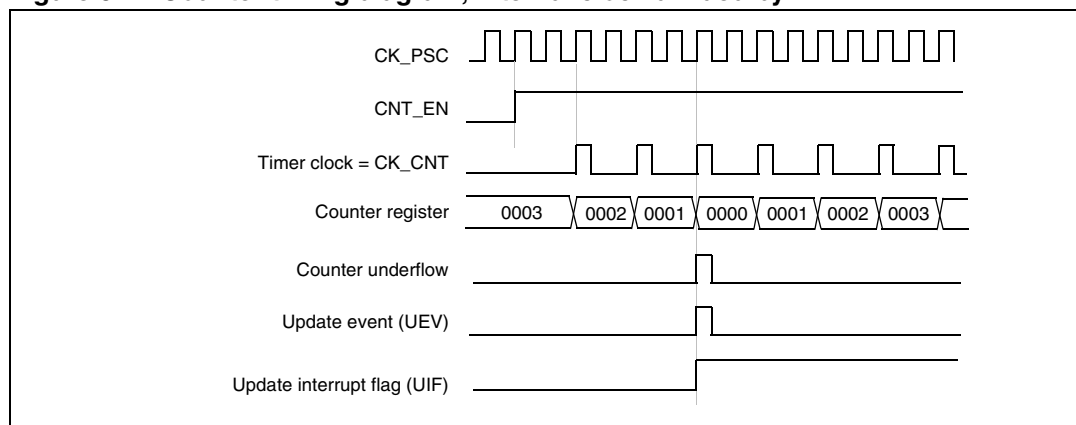 CK_PSC
CNT_EN
Timer clock = CK_CNT
Counter register 0003 0002 0001 0000 0001 0002 0003
Counter underflow
Update event (UEV)
Update interrupt flag (UIF)